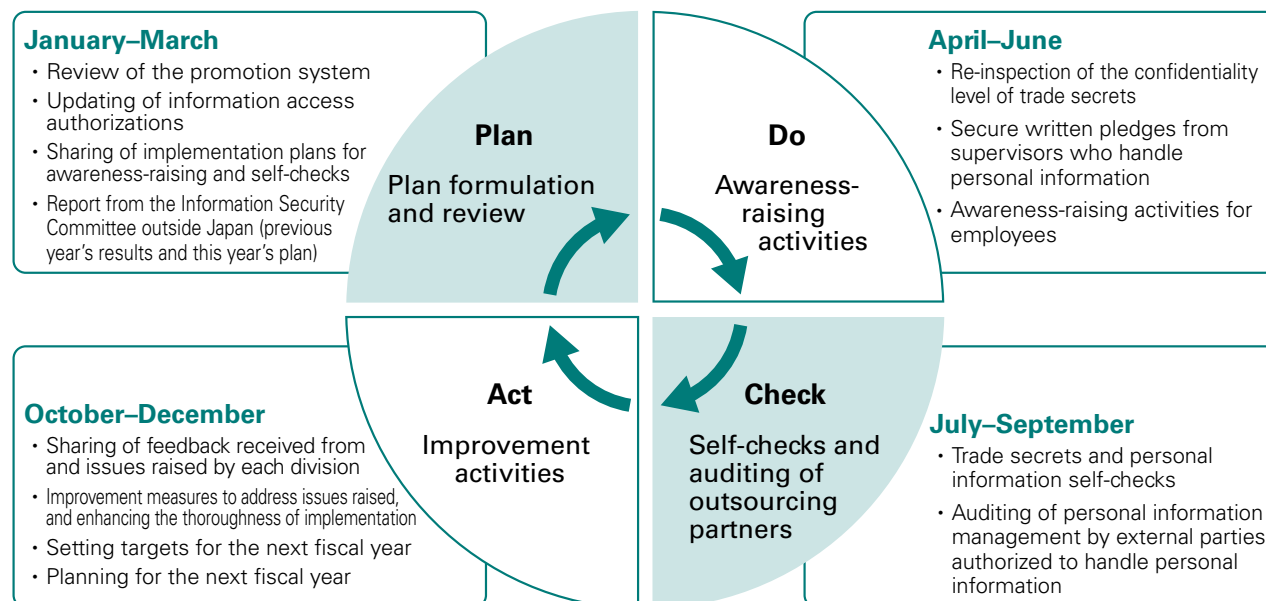 January–March
・Review of the promotion system
・Updating of information access
authorizations
・Sharing of implementation plans for
awareness-raising and self-checks
・Report from the Information Security
Committee outside Japan (previous
year's results and this year's plan)
Plan
Plan formulation
and review
Do
Awareness-
raising
activities
April–June
・Re-inspection of the confidentiality
level of trade secrets
・Secure written pledges from
supervisors who handle
personal information
・Awareness-raising activities for
employees
October–December
・Sharing of feedback received from
and issues raised by each division
・Improvement measures to address issues raised,
and enhancing the thoroughness of implementation
・Setting targets for the next fiscal year
・Planning for the next fiscal year
Act
Improvement
activities
Check
Self-checks and
auditing of
outsourcing
partners
July–September
・Trade secrets and personal
information self-checks
・Auditing of personal information
management by external parties
authorized to handle personal
information